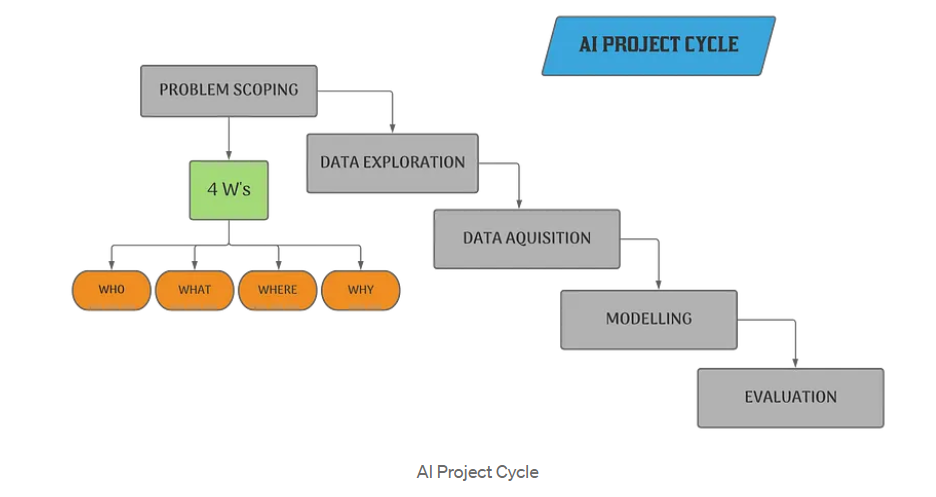 AI PROJECT CYCLE
PROBLEM SCOPING
DATA EXPLORATION
4 W's
DATA AQUISITION
WHO
WHAT
WHERE
WHY
MODELLING
EVALUATION
AI Project Cycle